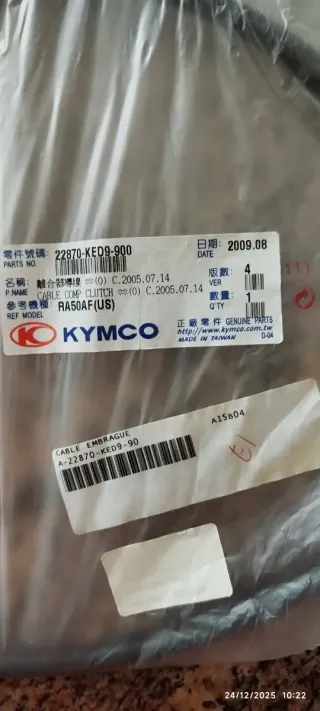 零件號碼: 22870-KED9-900
PARTS NO.
日期: 2009.08
DATE
名稱: 離合器導線 ▫▫(O) C.2005.07.14
P.NAME CABLE COMP CLUTCH ▫▫(O) C.2005.07.14
版數: 4
VER
參考機種: RA50AF(US)
REF MODEL
數量: 1
Q'TY
KYMCO
正廠零件 GENUINE PARTS
http://www.kymco.com.tw
MADE IN TAIWAN D-04
CABLE EMBRAGUE
A-22870-KED9-90
A15B04
24/12/2025 10:22